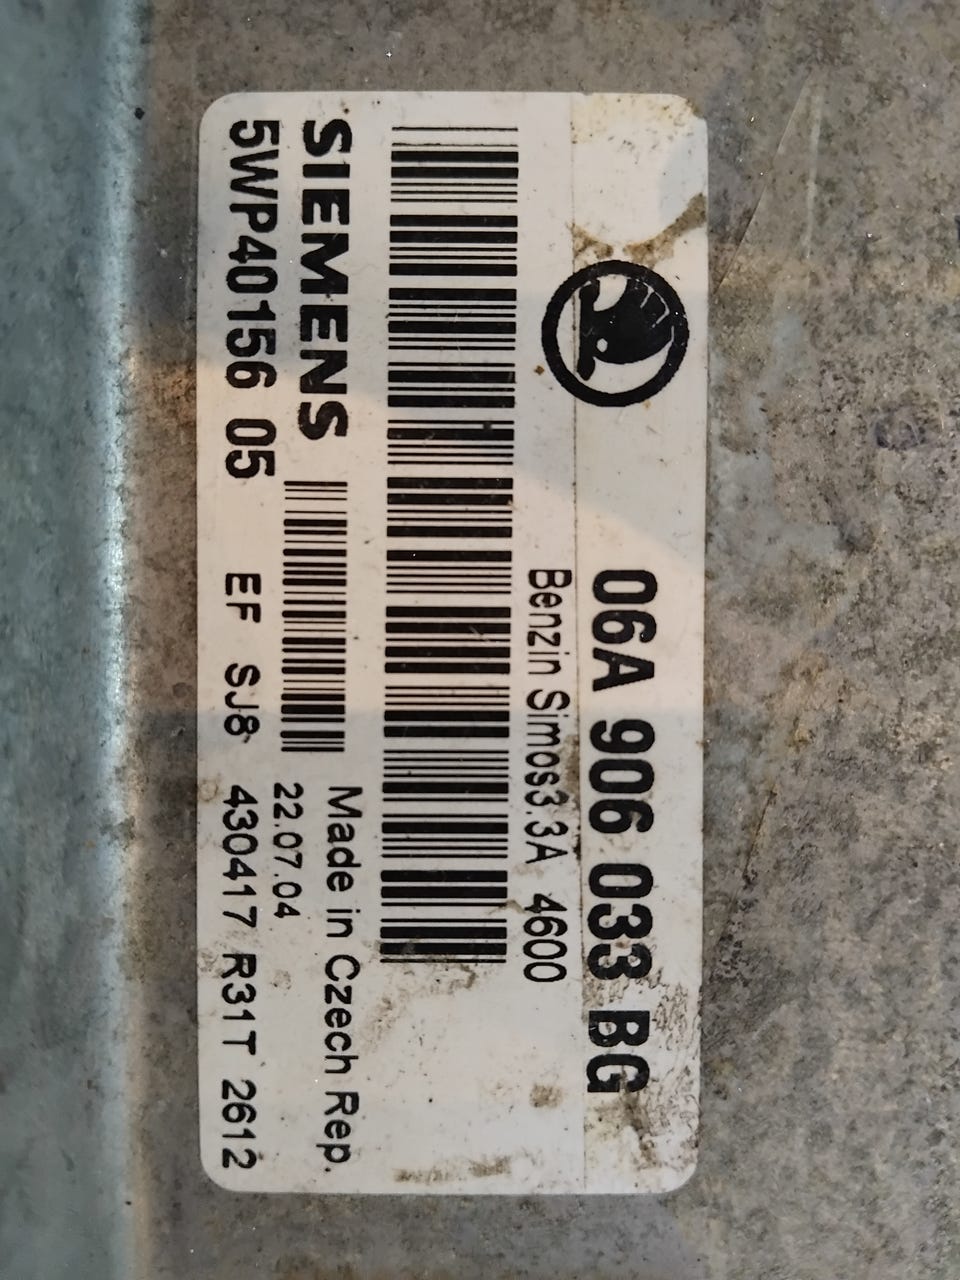 06A 906 033 BG
Benzin Simos3.3A 4600
SIEMENS
Made in Czech Rep.
22.07.04
5WP40156 05 EF SJ8 430417 R31T 2612